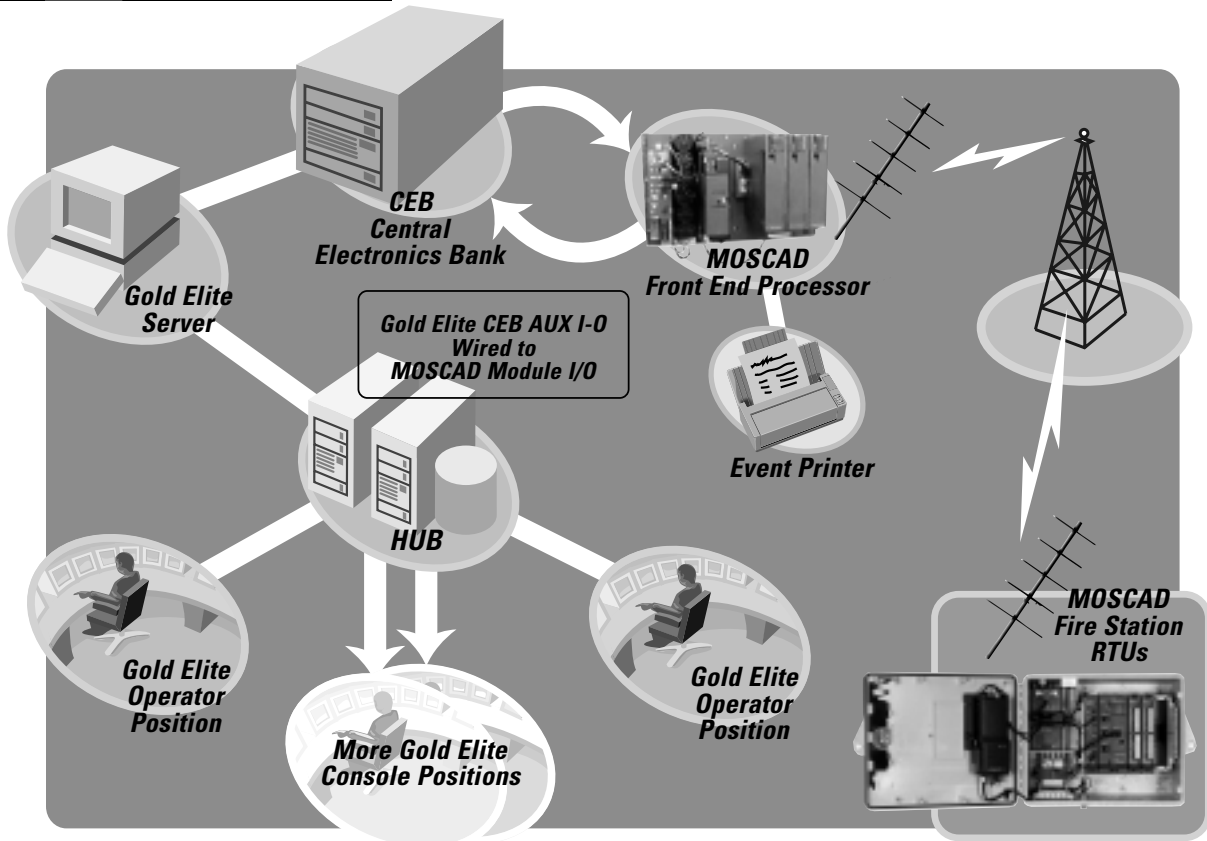 CEB
Central
Electronics Bank
MOSCAD
Front End Processor
Gold Elite
Server
Gold Elite CEB AUX I-O
Wired to
MOSCAD Module I/O
Event Printer
HUB
MOSCAD
Fire Station
RTUs
Gold Elite
Operator
Position
Gold Elite
Operator
Position
More Gold Elite
Console Positions